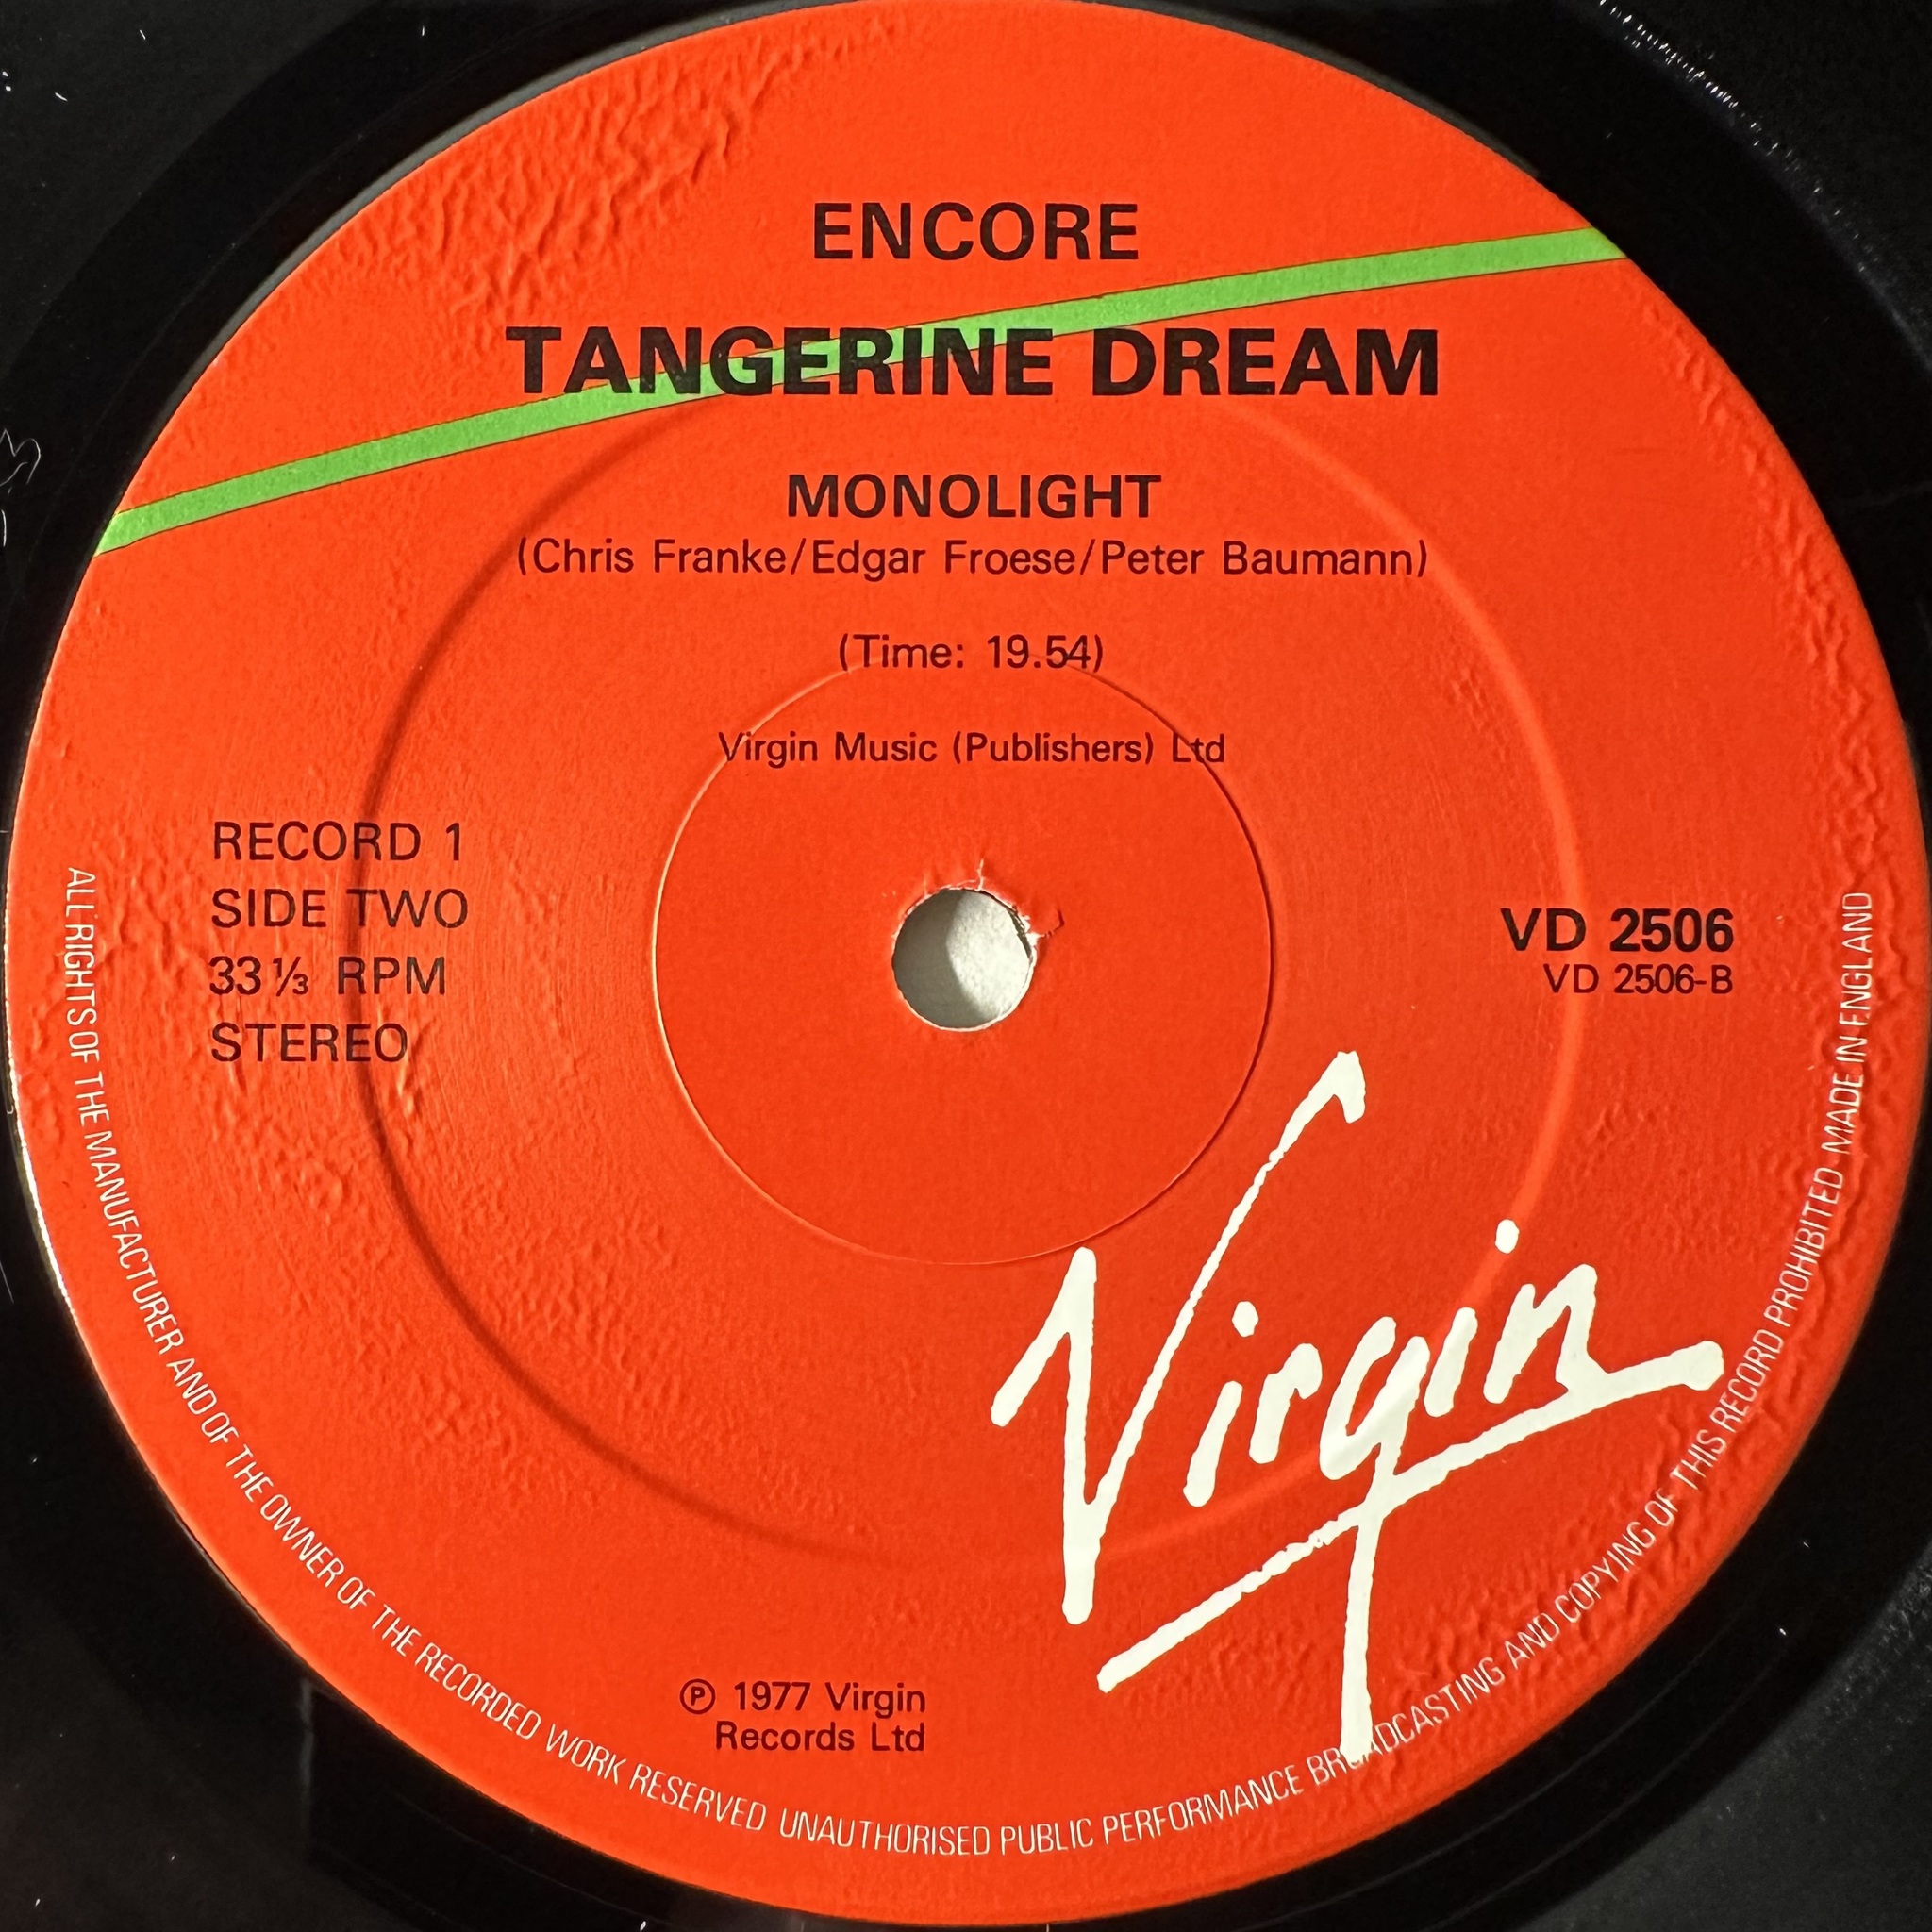 ENCORE
TANGERINE DREAM
MONOLIGHT
(Chris Franke/Edgar Froese/Peter Baumann)
(Time: 19.54)
Virgin Music (Publishers) Ltd
RECORD 1
SIDE TWO
33⅓ RPM
STEREO
VD 2506
VD 2506-B
Virgin
℗ 1977 Virgin
Records Ltd
ALL RIGHTS OF THE MANUFACTURER AND OF THE OWNER OF THE RECORDED WORK RESERVED UNAUTHORISED PUBLIC PERFORMANCE BROADCASTING AND COPYING OF THIS RECORD PROHIBITED MADE IN ENGLAND